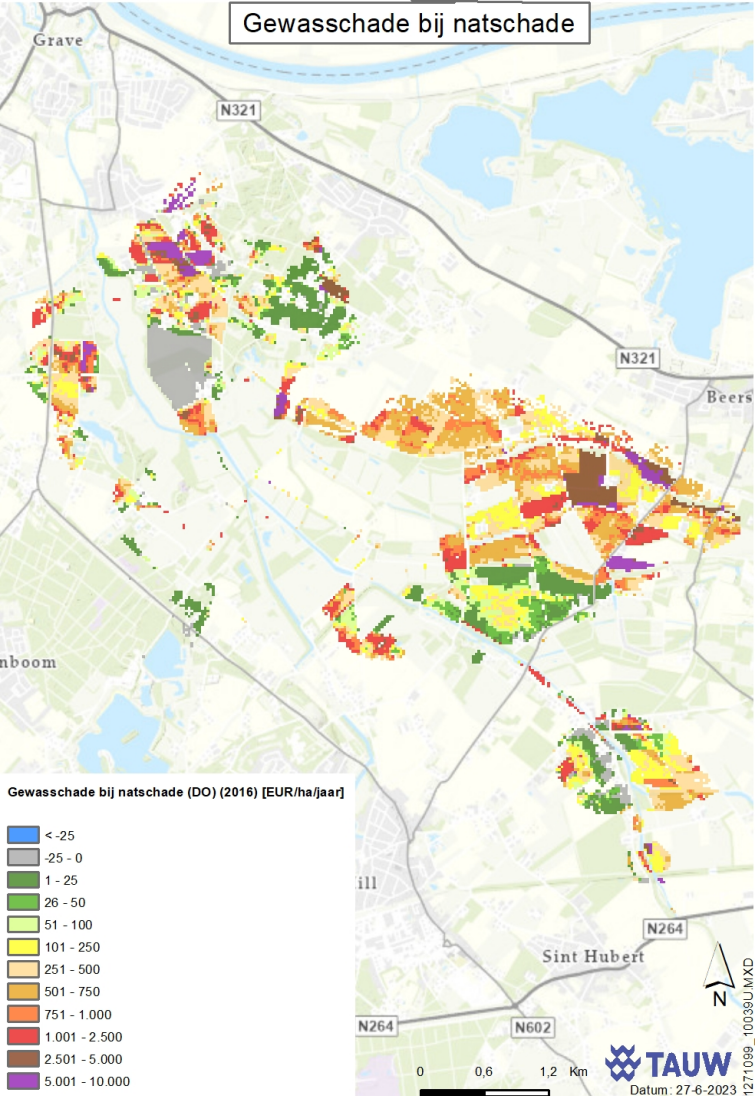 Gewasschade bij natschade
Grave
N321
N321
Beers
nboom
Gewasschade bij natschade (DO) (2016) [EUR/ha/jaar]
< -25
-25 - 0
1 - 25
26 - 50
51 - 100
101 - 250
251 - 500
501 - 750
751 - 1.000
1.001 - 2.500
2.501 - 5.000
5.001 - 10.000
ill
N264
Sint Hubert
N
N264
N602
0 0,6 1,2 Km
TAUW
Datum : 27-6-2023
1271099_10039U.MXD